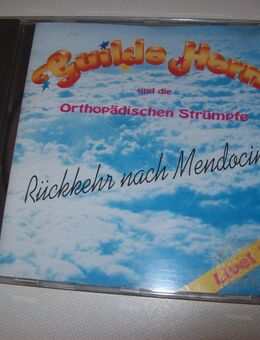 Guildo Horn
und die
Orthopädischen Strümpfe
Rückkehr nach Mendocin
Live!